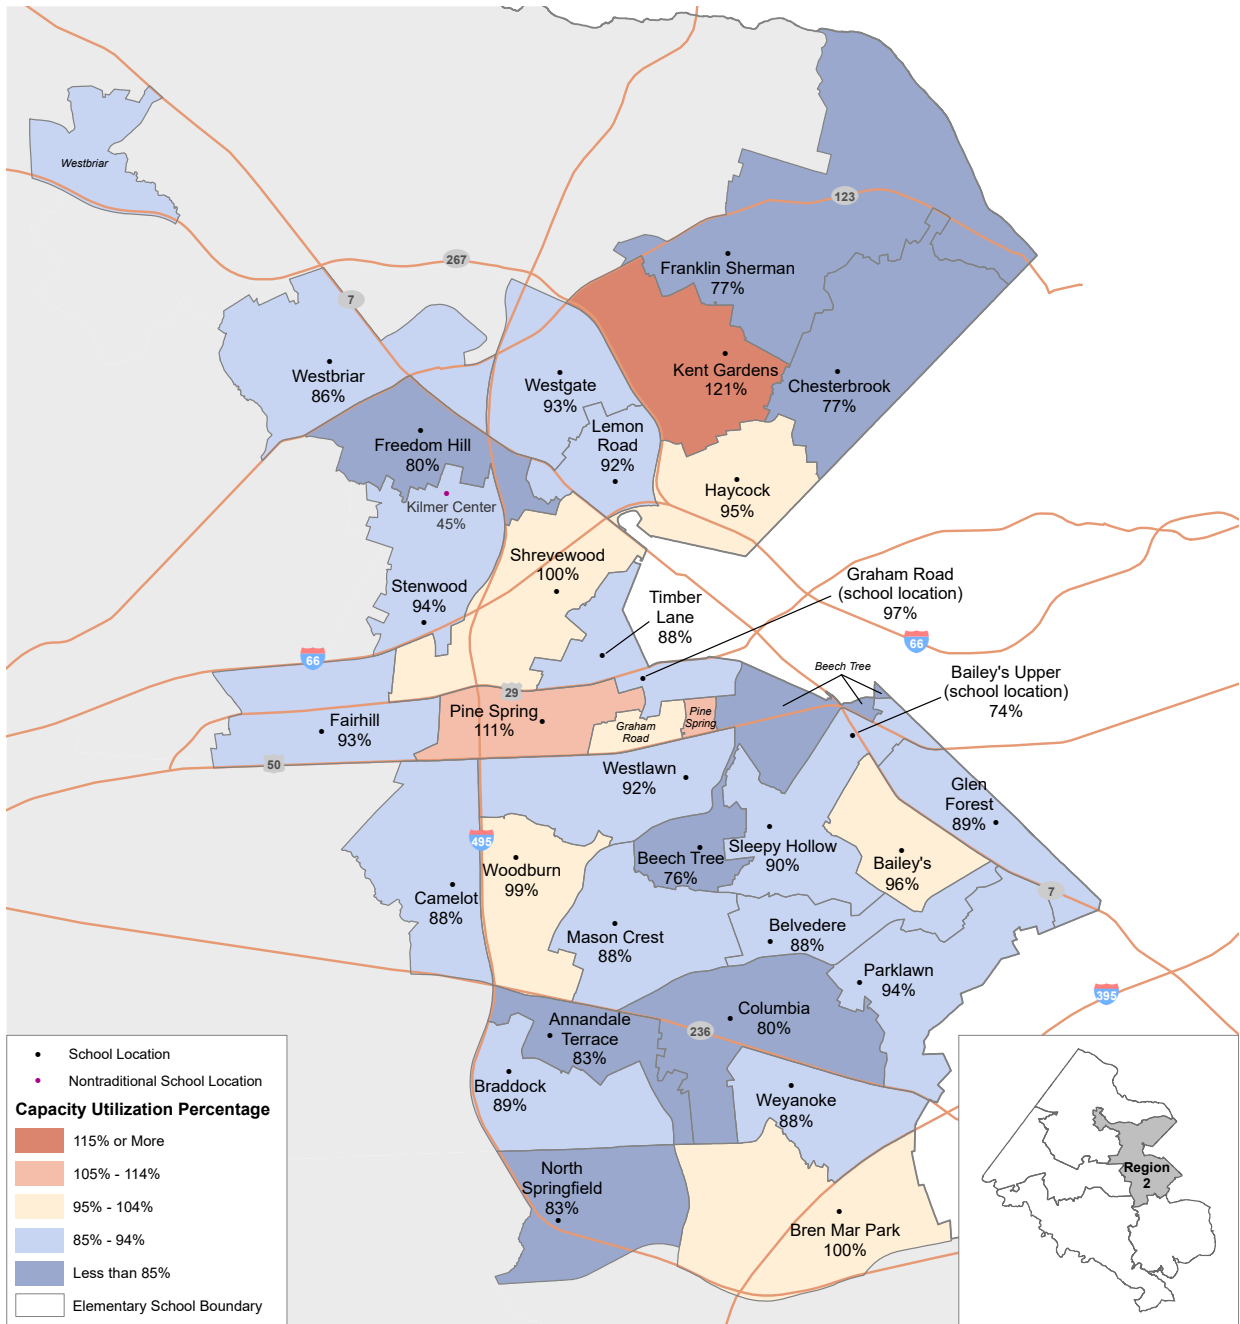 Westbriar
123
267
7
Franklin Sherman
77%
Kent Gardens
121%
Chesterbrook
77%
Westbriar
86%
Westgate
93%
Lemon
Road
92%
Freedom Hill
80%
Kilmer Center
45%
Haycock
95%
Shrevewood
100%
Stenwood
94%
Timber
Lane
88%
Graham Road
(school location)
97%
66
66
Beech Tree
Bailey's Upper
(school location)
74%
29
Fairhill
93%
Pine Spring
111%
Graham
Road
Pine
Spring
50
Westlawn
92%
Glen
Forest
89%
495
Woodburn
99%
Beech Tree
76%
Sleepy Hollow
90%
Bailey's
96%
7
Camelot
88%
Mason Crest
88%
Belvedere
88%
Parklawn
94%
395
Annandale
Terrace
83%
236
Columbia
80%
Braddock
89%
Weyanoke
88%
North
Springfield
83%
Bren Mar Park
100%
School Location
Nontraditional School Location
Capacity Utilization Percentage
115% or More
105% - 114%
95% - 104%
85% - 94%
Less than 85%
Elementary School Boundary
Region
2